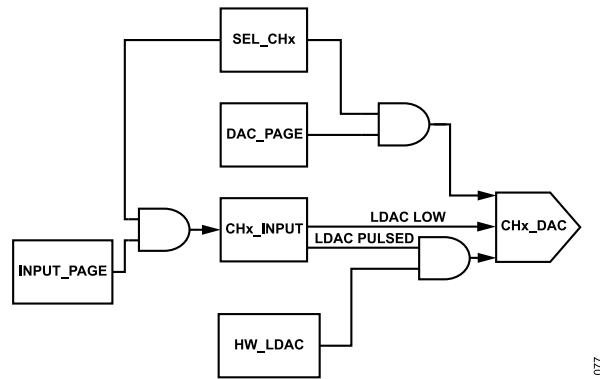 SEL_CHx
DAC_PAGE
CHx_INPUT
LDAC LOW
CHx_DAC
LDAC PULSED
INPUT_PAGE
HW_LDAC
077